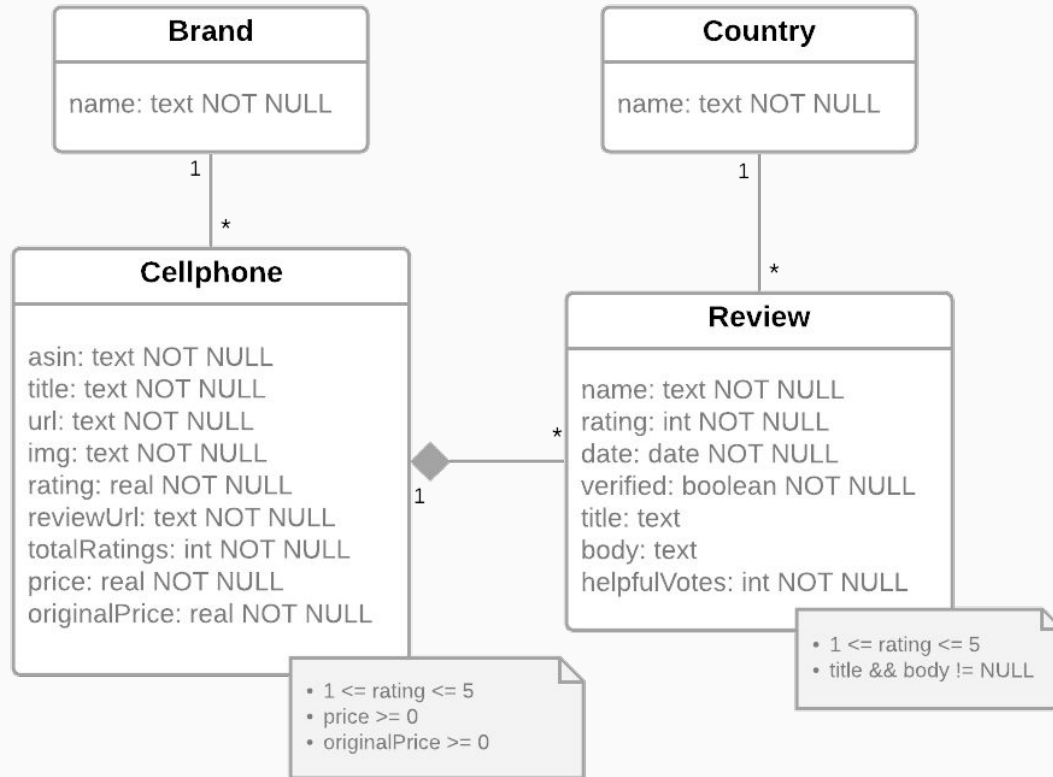 Brand
name: text NOT NULL
1
*
Country
name: text NOT NULL
1
*
Cellphone
asin: text NOT NULL
title: text NOT NULL
url: text NOT NULL
img: text NOT NULL
rating: real NOT NULL
reviewUrl: text NOT NULL
totalRatings: int NOT NULL
price: real NOT NULL
originalPrice: real NOT NULL
• 1 <= rating <= 5
• price >= 0
• originalPrice >= 0
1
*
Review
name: text NOT NULL
rating: int NOT NULL
date: date NOT NULL
verified: boolean NOT NULL
title: text
body: text
helpfulVotes: int NOT NULL
• 1 <= rating <= 5
• title && body != NULL